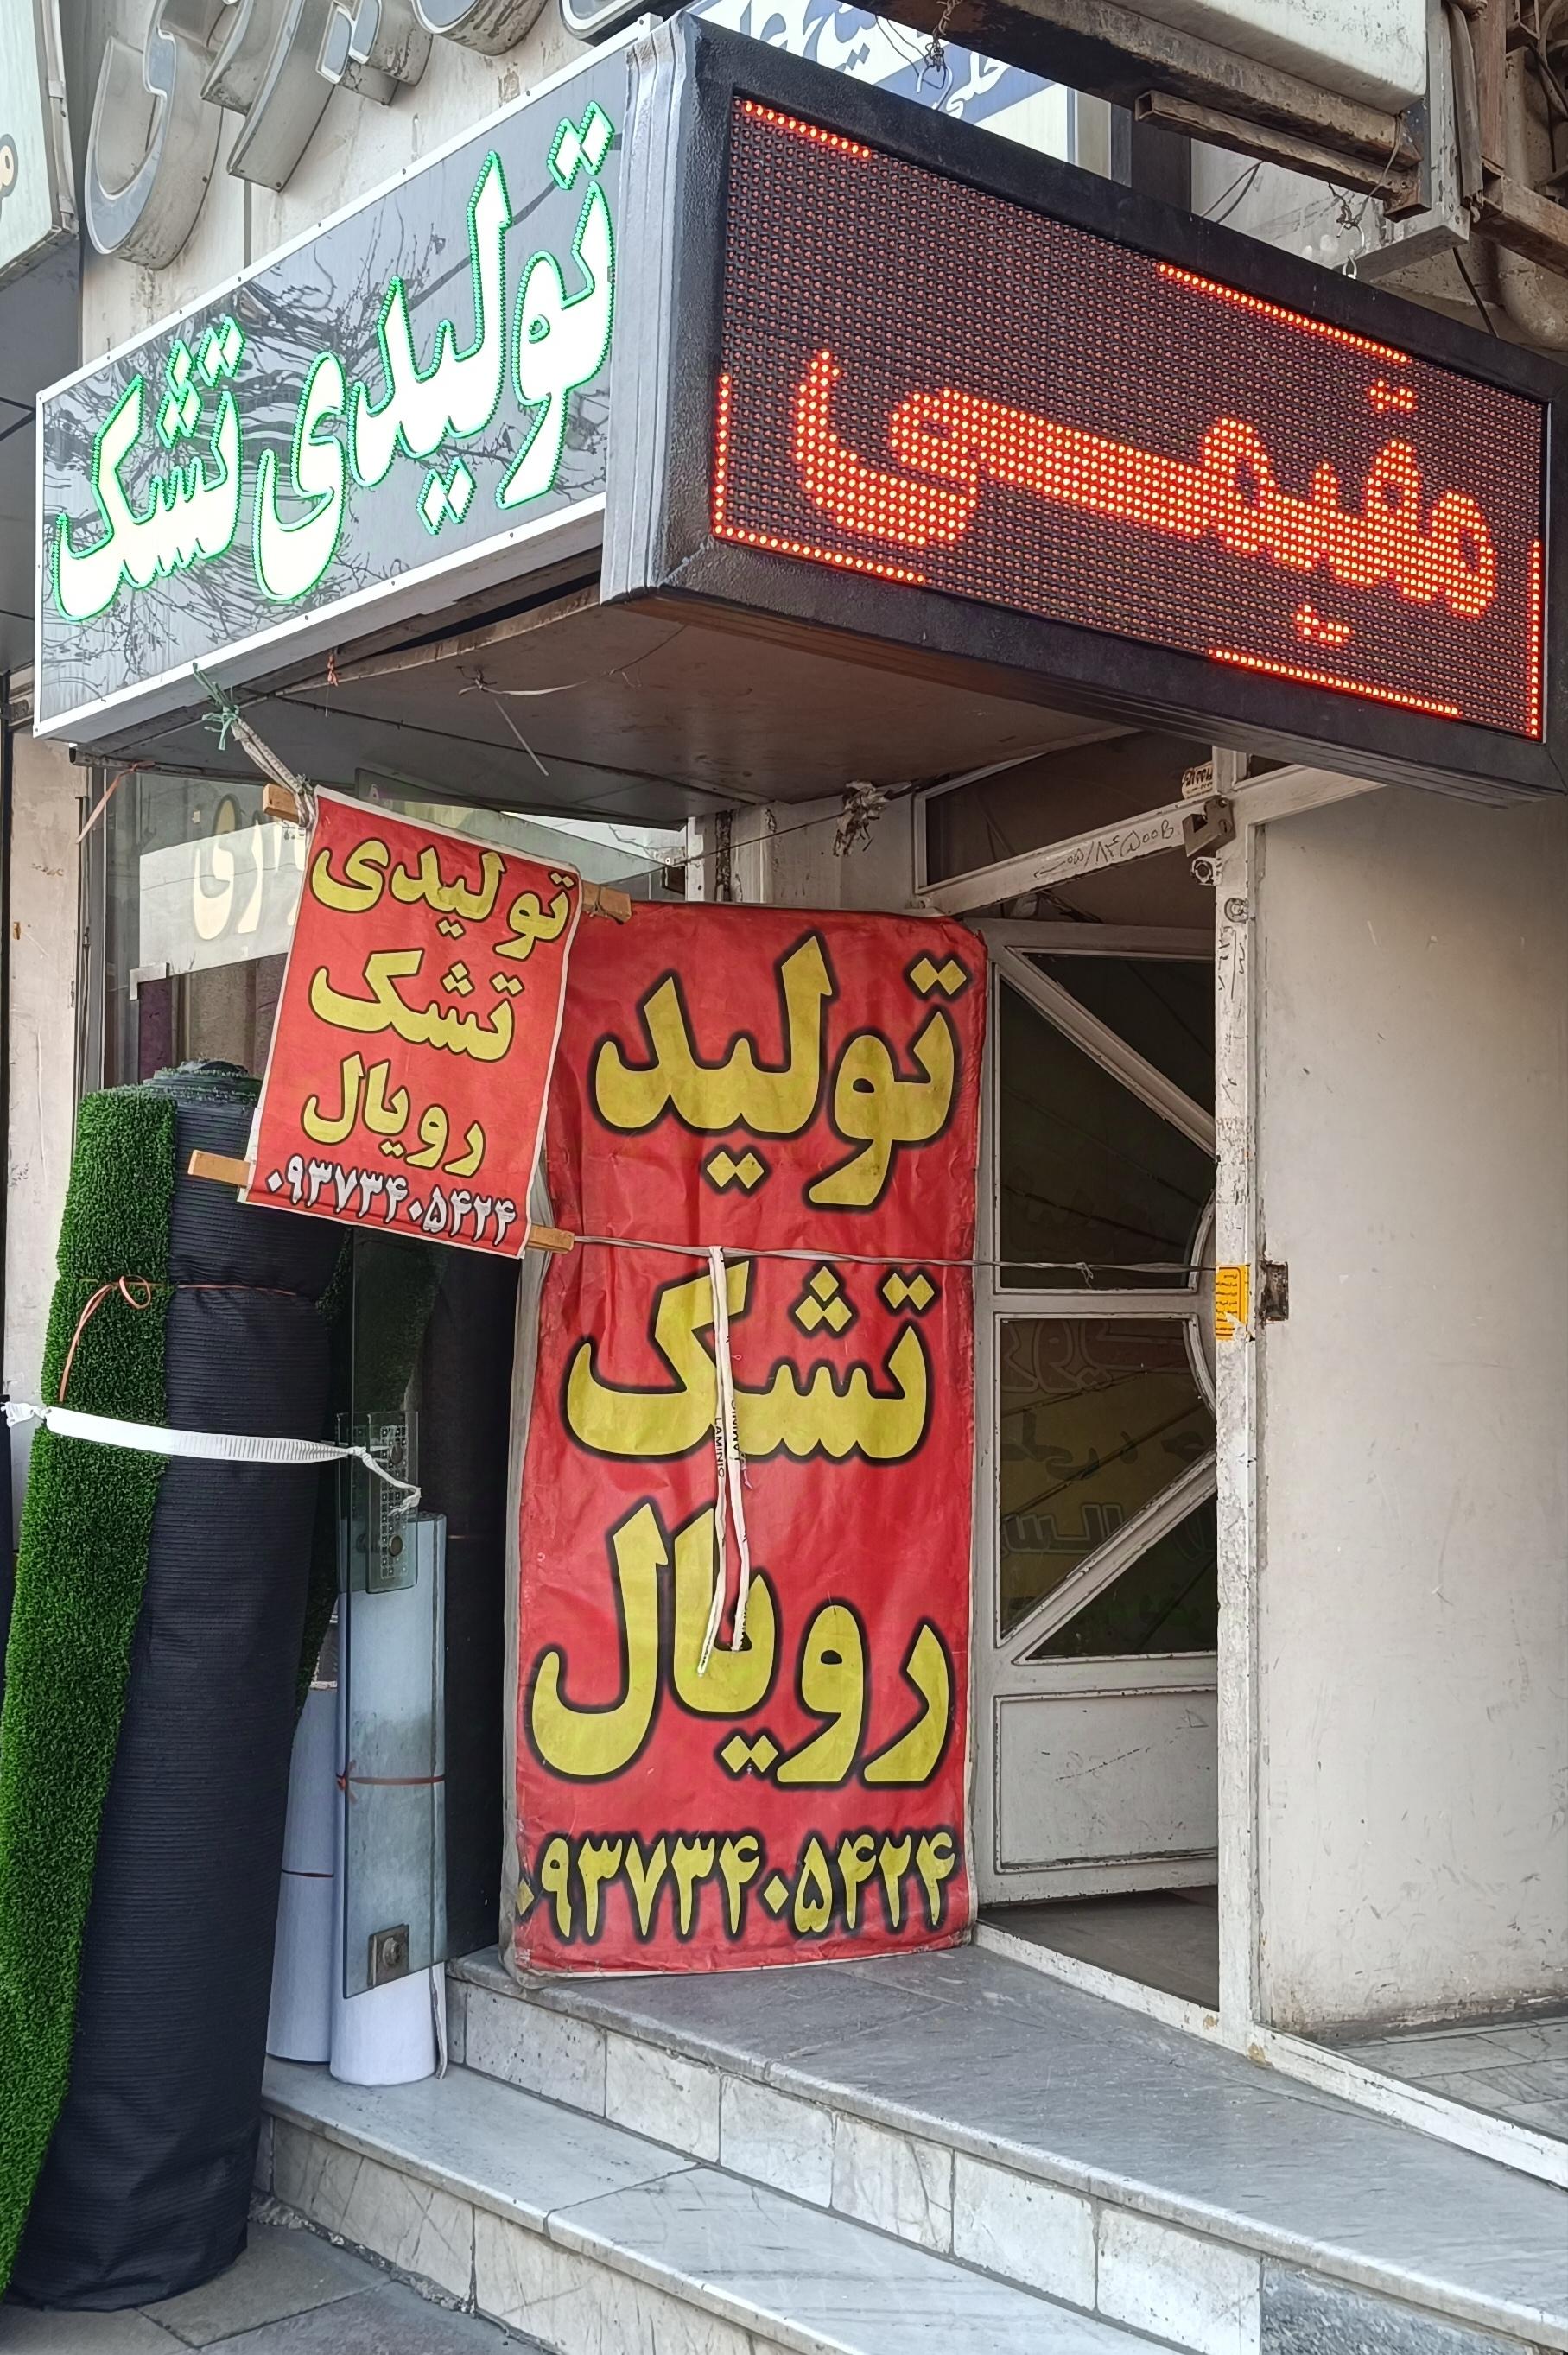 تولیدی تشک
مقیمی
تولیدی
تشک
رویال
۰۹۳۷۳۴۰۵۴۲۴
تولید
تشک
رویال
۰۹۳۷۳۴۰۵۴۲۴